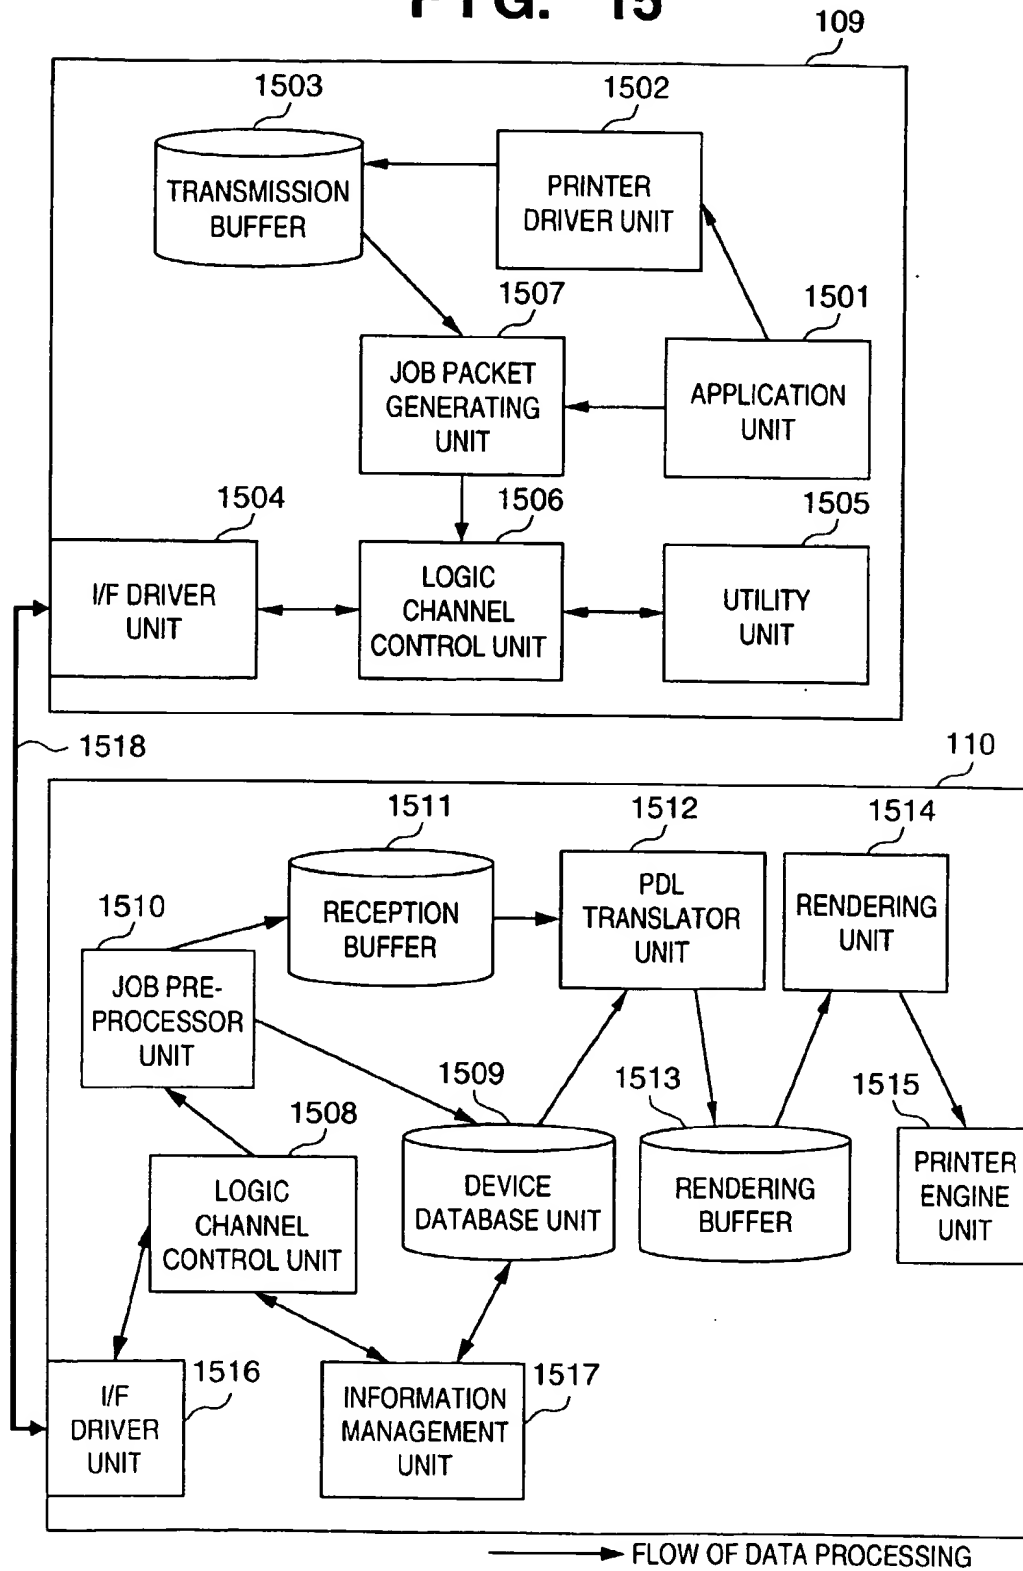 FIG. 15
109
1503
1502
TRANSMISSION
BUFFER
PRINTER
DRIVER UNIT
1507
1501
JOB PACKET
GENERATING
UNIT
APPLICATION
UNIT
1504
1506
1505
I/F DRIVER
UNIT
LOGIC
CHANNEL
CONTROL UNIT
UTILITY
UNIT
1518
110
1511
1512
1514
1510
RECEPTION
BUFFER
PDL
TRANSLATOR
UNIT
RENDERING
UNIT
JOB PRE-
PROCESSOR
UNIT
1509
1513
1515
1508
LOGIC
CHANNEL
CONTROL UNIT
DEVICE
DATABASE UNIT
RENDERING
BUFFER
PRINTER
ENGINE
UNIT
1516
1517
I/F
DRIVER
UNIT
INFORMATION
MANAGEMENT
UNIT
FLOW OF DATA PROCESSING